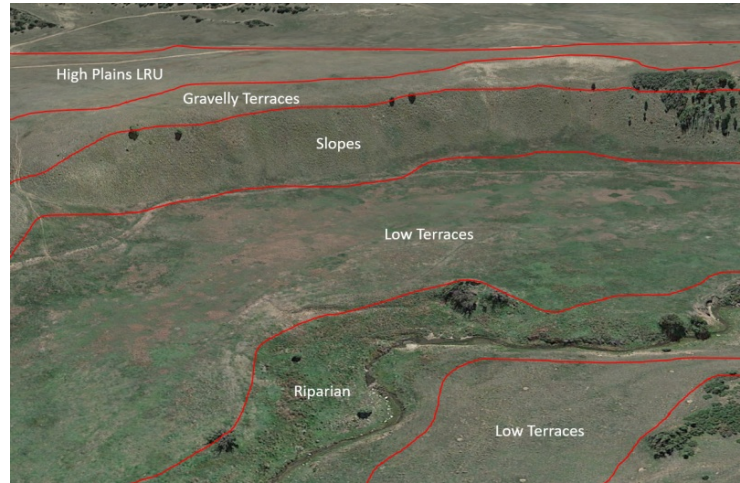 High Plains LRU
Gravelly Terraces
Slopes
Low Terraces
Riparian
Low Terraces